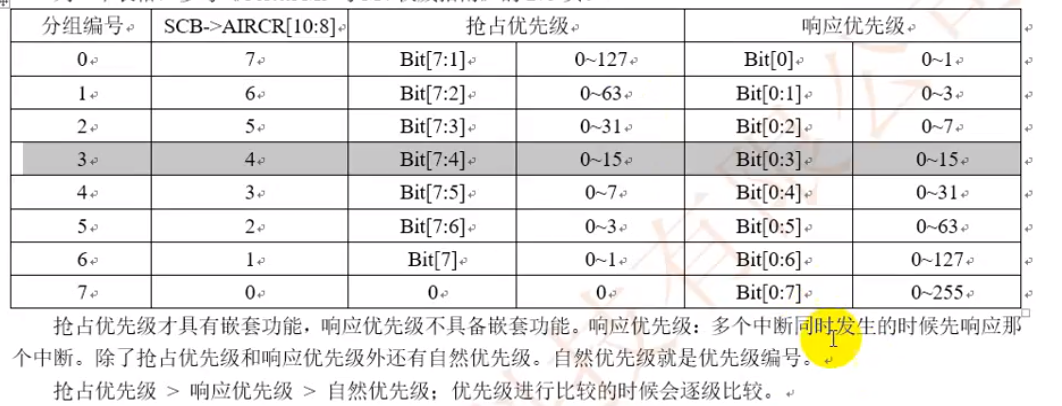 分组编号 SCB->AIRCR[10:8] 抢占优先级 响应优先级
0 7 Bit[7:1] 0~127 Bit[0] 0~1
1 6 Bit[7:2] 0~63 Bit[0:1] 0~3
2 5 Bit[7:3] 0~31 Bit[0:2] 0~7
3 4 Bit[7:4] 0~15 Bit[0:3] 0~15
4 3 Bit[7:5] 0~7 Bit[0:4] 0~31
5 2 Bit[7:6] 0~3 Bit[0:5] 0~63
6 1 Bit[7] 0~1 Bit[0:6] 0~127
7 0 0 0 Bit[0:7] 0~255
抢占优先级才具有嵌套功能，响应优先级不具备嵌套功能。响应优先级：多个中断同时发生的时候先响应那
个中断。除了抢占优先级和响应优先级外还有自然优先级。自然优先级就是优先级编号。
抢占优先级 > 响应优先级 > 自然优先级；优先级进行比较的时候会逐级比较。